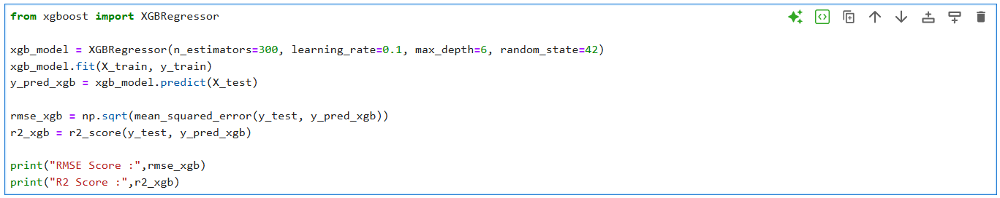 from xgboost import XGBRegressor
xgb_model = XGBRegressor(n_estimators=300, learning_rate=0.1, max_depth=6, random_state=42)
xgb_model.fit(X_train, y_train)
y_pred_xgb = xgb_model.predict(X_test)
rmse_xgb = np.sqrt(mean_squared_error(y_test, y_pred_xgb))
r2_xgb = r2_score(y_test, y_pred_xgb)
print("RMSE Score :",rmse_xgb)
print("R2 Score :",r2_xgb)